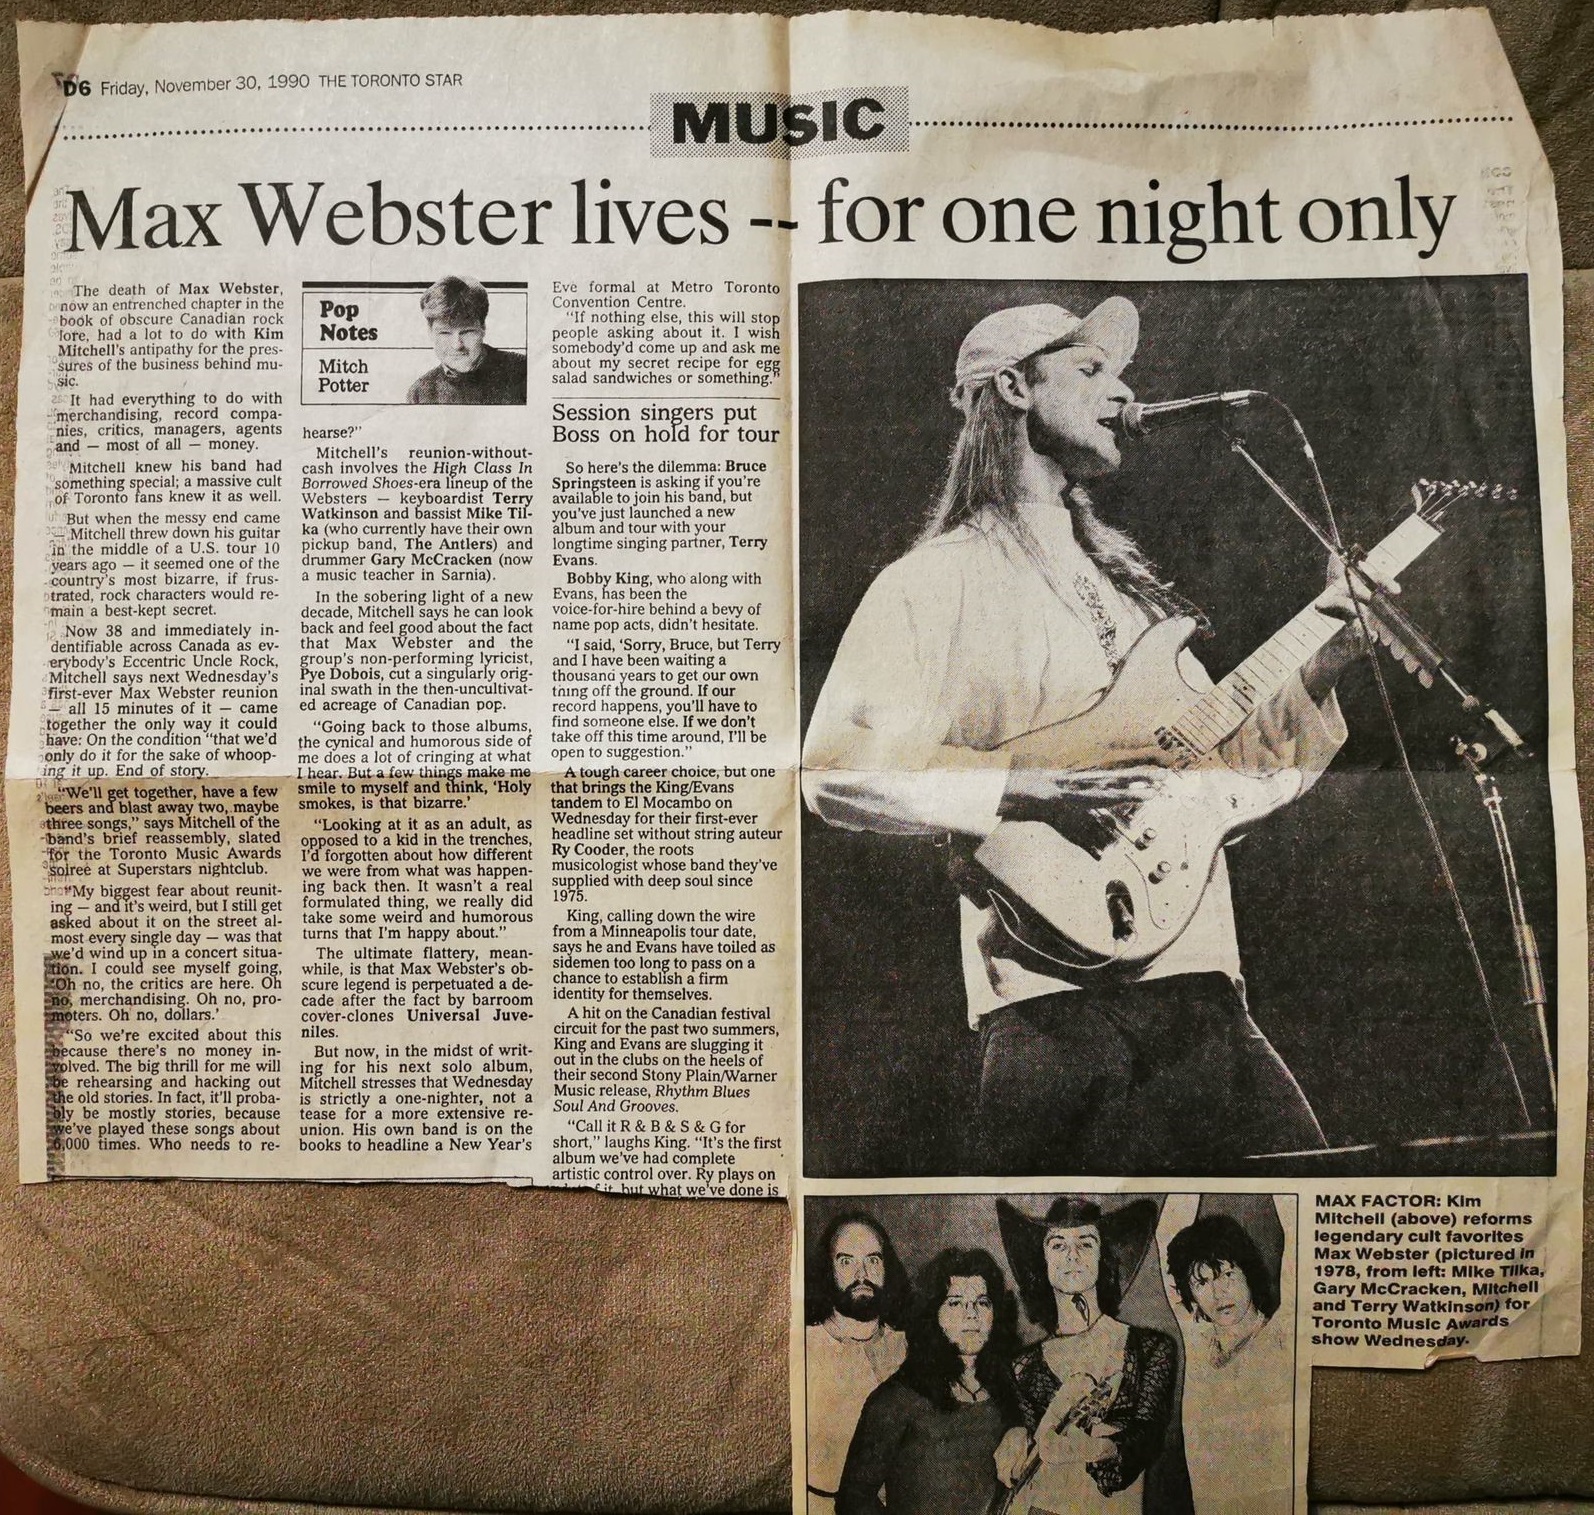 D6 Friday, November 30, 1990 THE TORONTO STAR
MUSIC
Max Webster lives -- for one night only
The death of Max Webster,
now an entrenched chapter in the
book of obscure Canadian rock
lore, had a lot to do with Kim
Mitchell's antipathy for the pres-
sures of the business behind mu-
sic.
It had everything to do with
merchandising, record compa-
nies, critics, managers, agents
and — most of all — money.
Mitchell knew his band had
something special; a massive cult
of Toronto fans knew it as well.
But when the messy end came
— Mitchell threw down his guitar
in the middle of a U.S. tour 10
years ago — it seemed one of the
country's most bizarre, if frus-
trated, rock characters would re-
main a best-kept secret.
Now 38 and immediately in-
dentifiable across Canada as ev-
erybody's Eccentric Uncle Rock,
Mitchell says next Wednesday's
first-ever Max Webster reunion
— all 15 minutes of it — came
together the only way it could
have: On the condition "that we'd
only do it for the sake of whoop-
ing it up. End of story.
"We'll get together, have a few
beers and blast away two, maybe
three songs," says Mitchell of the
band's brief reassembly, slated
for the Toronto Music Awards
soiree at Superstars nightclub.
"My biggest fear about reunit-
ing — and it's weird, but I still get
asked about it on the street al-
most every single day — was that
we'd wind up in a concert situa-
tion. I could see myself going,
'Oh no, the critics are here. Oh
no, merchandising. Oh no, pro-
moters. Oh no, dollars.'
"So we're excited about this
because there's no money in-
volved. The big thrill for me will
be rehearsing and hacking out
the old stories. In fact, it'll proba-
bly be mostly stories, because
we've played these songs about
6,000 times. Who needs to re-
Pop
Notes
Mitch
Potter
hearse?"
Mitchell's reunion-without-
cash involves the High Class In
Borrowed Shoes-era lineup of the
Websters — keyboardist Terry
Watkinson and bassist Mike Til-
ka (who currently have their own
pickup band, The Antlers) and
drummer Gary McCracken (now
a music teacher in Sarnia).
In the sobering light of a new
decade, Mitchell says he can look
back and feel good about the fact
that Max Webster and the
group's non-performing lyricist,
Pye Dobois, cut a singularly orig-
inal swath in the then-uncultivat-
ed acreage of Canadian pop.
"Going back to those albums,
the cynical and humorous side of
me does a lot of cringing at what
I hear. But a few things make me
smile to myself and think, 'Holy
smokes, is that bizarre.'
"Looking at it as an adult, as
opposed to a kid in the trenches,
I'd forgotten about how different
we were from what was happen-
ing back then. It wasn't a real
formulated thing, we really did
take some weird and humorous
turns that I'm happy about."
The ultimate flattery, mean-
while, is that Max Webster's ob-
scure legend is perpetuated a de-
cade after the fact by barroom
cover-clones Universal Juve-
niles.
But now, in the midst of writ-
ing for his next solo album,
Mitchell stresses that Wednesday
is strictly a one-nighter, not a
tease for a more extensive re-
union. His own band is on the
books to headline a New Year's
Eve formal at Metro Toronto
Convention Centre.
"If nothing else, this will stop
people asking about it. I wish
somebody'd come up and ask me
about my secret recipe for egg
salad sandwiches or something."
Session singers put
Boss on hold for tour
So here's the dilemma: Bruce
Springsteen is asking if you're
available to join his band, but
you've just launched a new
album and tour with your
longtime singing partner, Terry
Evans.
Bobby King, who along with
Evans, has been the
voice-for-hire behind a bevy of
name pop acts, didn't hesitate.
"I said, 'Sorry, Bruce, but Terry
and I have been waiting a
thousand years to get our own
thing off the ground. If our
record happens, you'll have to
find someone else. If we don't
take off this time around, I'll be
open to suggestion."
A tough career choice, but one
that brings the King/Evans
tandem to El Mocambo on
Wednesday for their first-ever
headline set without string auteur
Ry Cooder, the roots
musicologist whose band they've
supplied with deep soul since
1975.
King, calling down the wire
from a Minneapolis tour date,
says he and Evans have toiled as
sidemen too long to pass on a
chance to establish a firm
identity for themselves.
A hit on the Canadian festival
circuit for the past two summers,
King and Evans are slugging it
out in the clubs on the heels of
their second Stony Plain/Warner
Music release, Rhythm Blues
Soul And Grooves.
"Call it R & B & S & G for
short," laughs King. "It's the first
album we've had complete
artistic control over. Ry plays on
it, but what we've done is
MAX FACTOR: Kim
Mitchell (above) reforms
legendary cult favorites
Max Webster (pictured in
1978, from left: Mike Tilka,
Gary McCracken, Mitchell
and Terry Watkinson) for
Toronto Music Awards
show Wednesday.